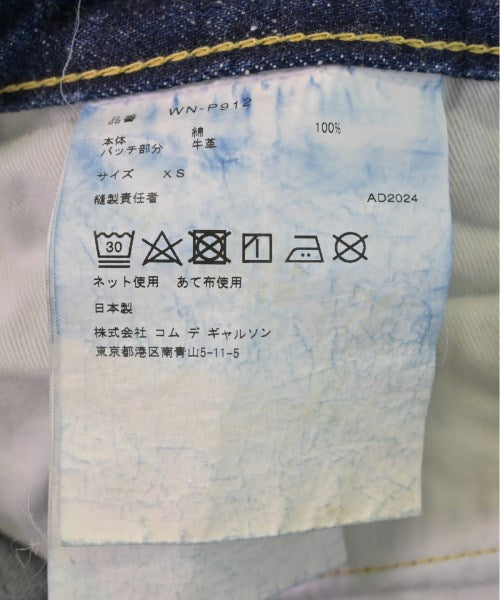 品番 WN-P912
本体 綿 100%
パッチ部分 牛革
サイズ XS
縫製責任者 AD2024
30
ネット使用 あて布使用
日本製
株式会社 コム デ ギャルソン
東京都港区南青山5-11-5